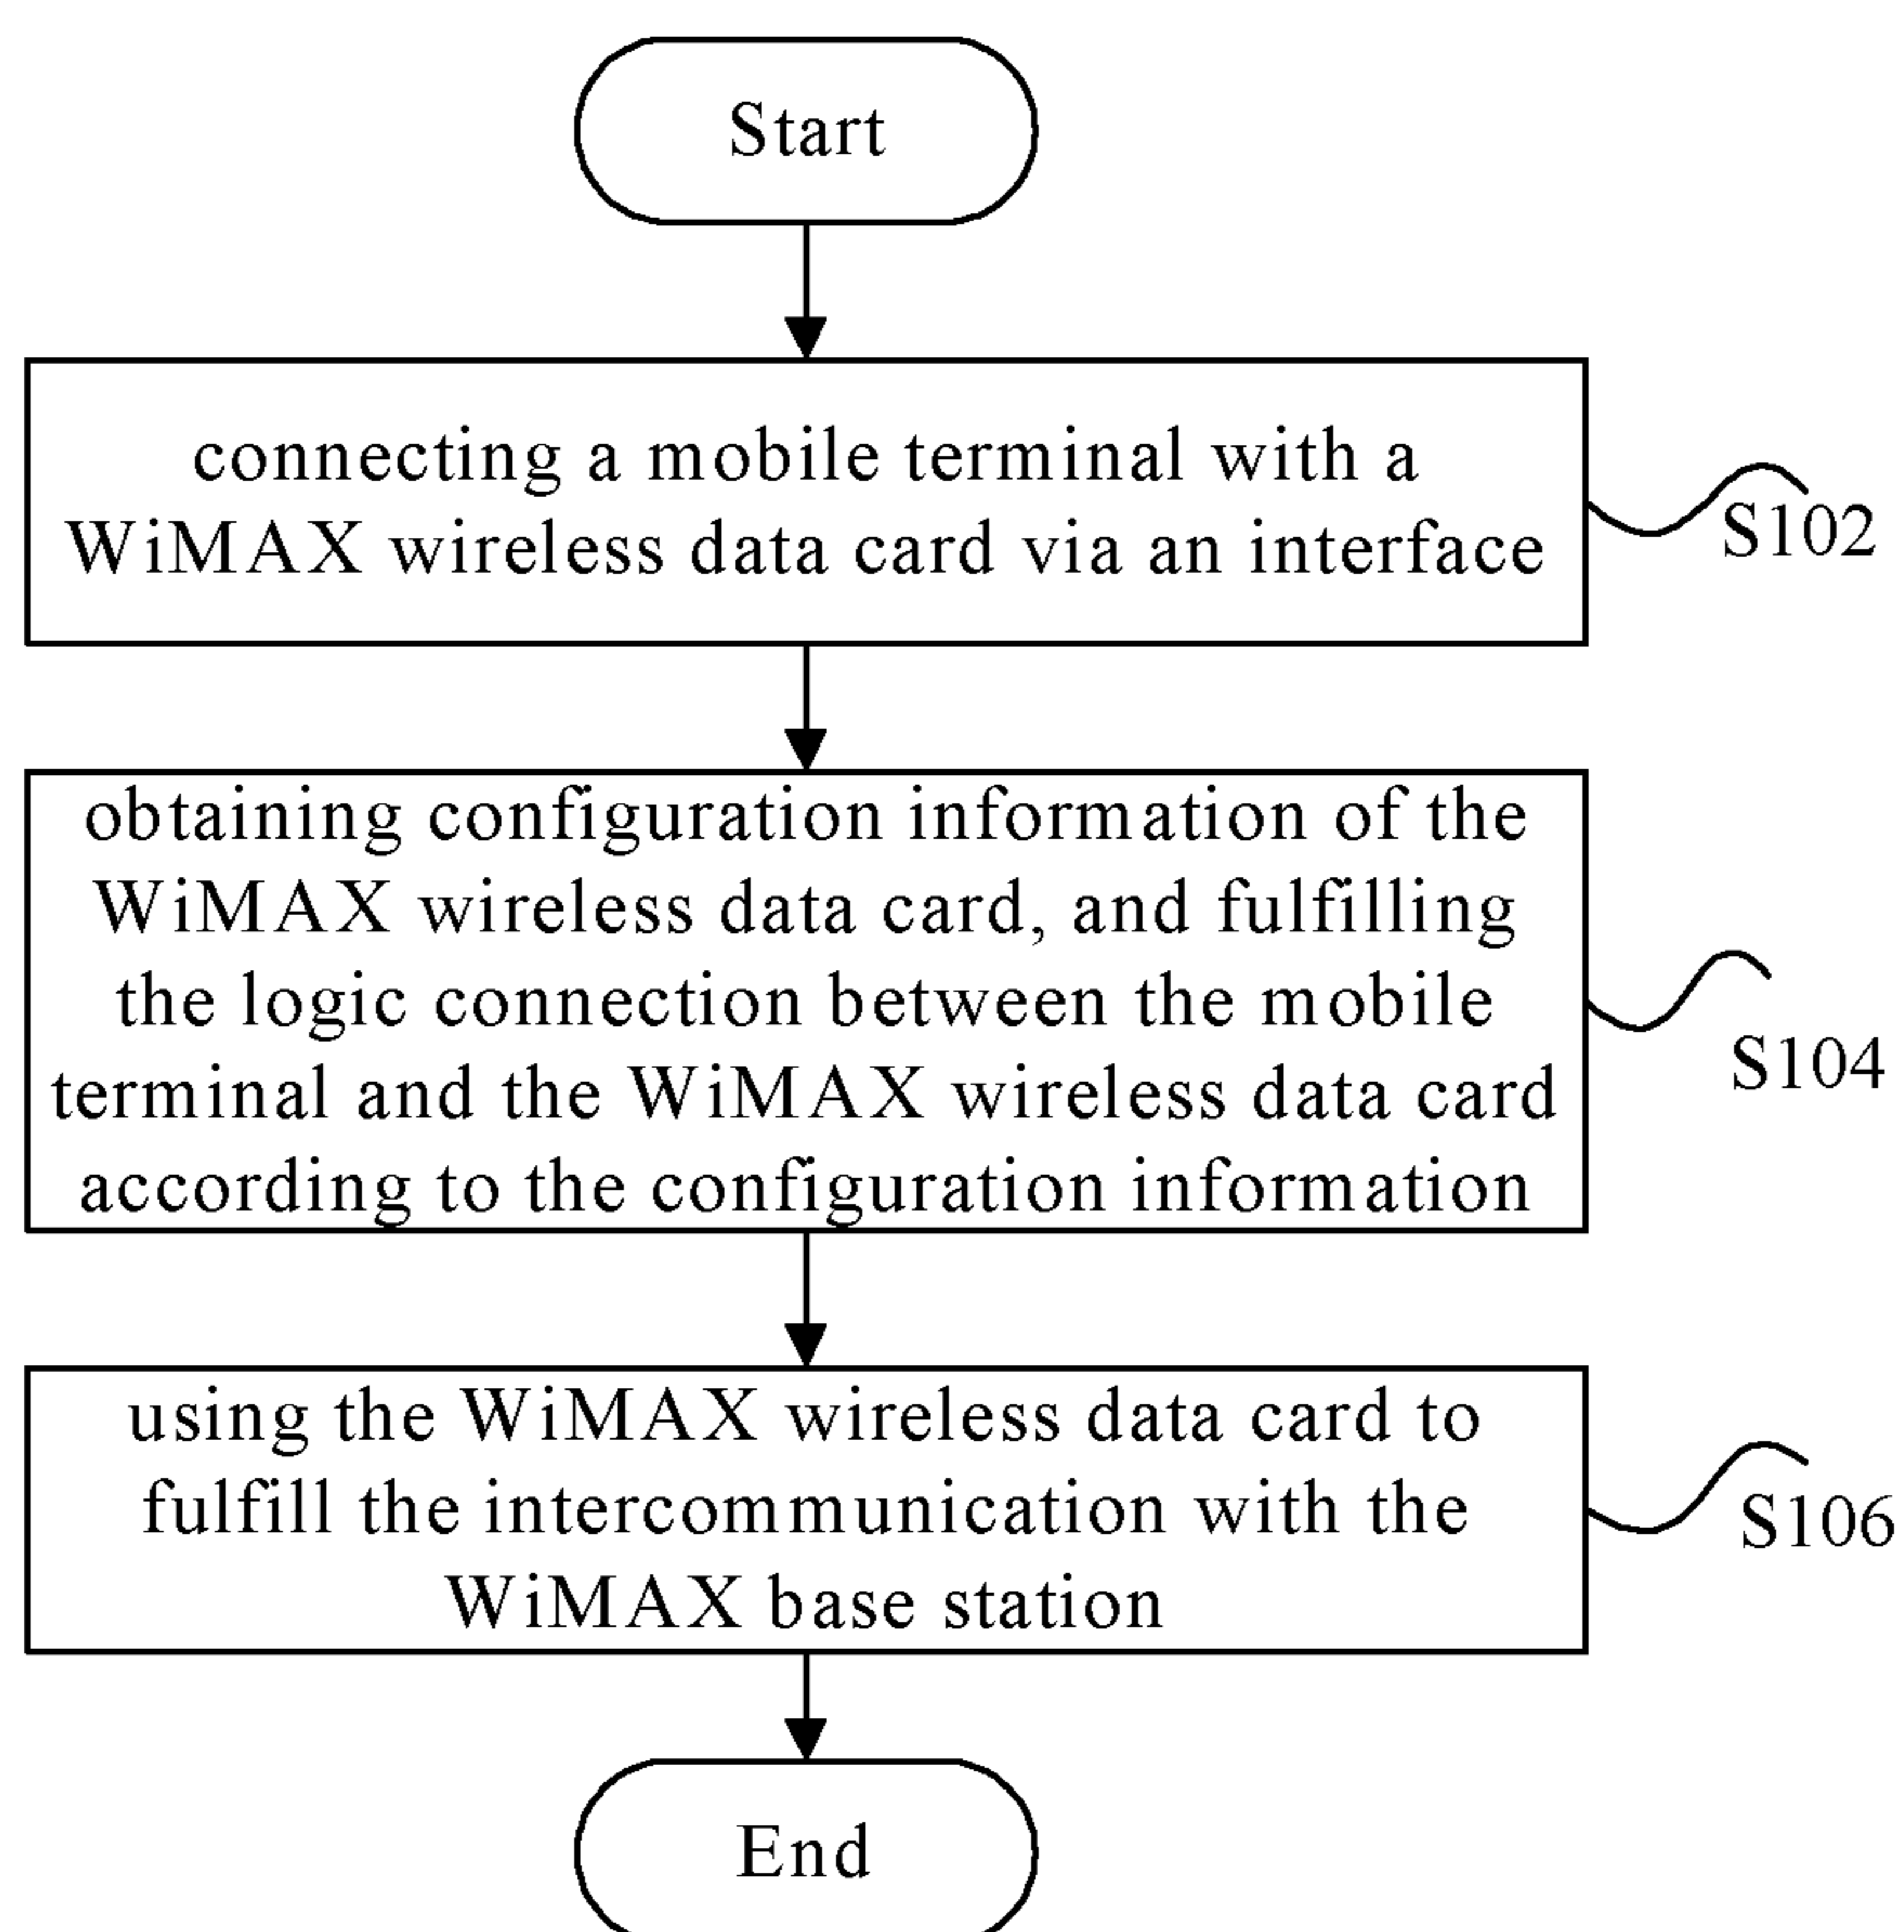 Start
connecting a mobile terminal with a
WiMAX wireless data card via an interface
S102
obtaining configuration information of the
WiMAX wireless data card, and fulfilling
the logic connection between the mobile
terminal and the WiMAX wireless data card
according to the configuration information
S104
using the WiMAX wireless data card to
fulfill the intercommunication with the
WiMAX base station
S106
End